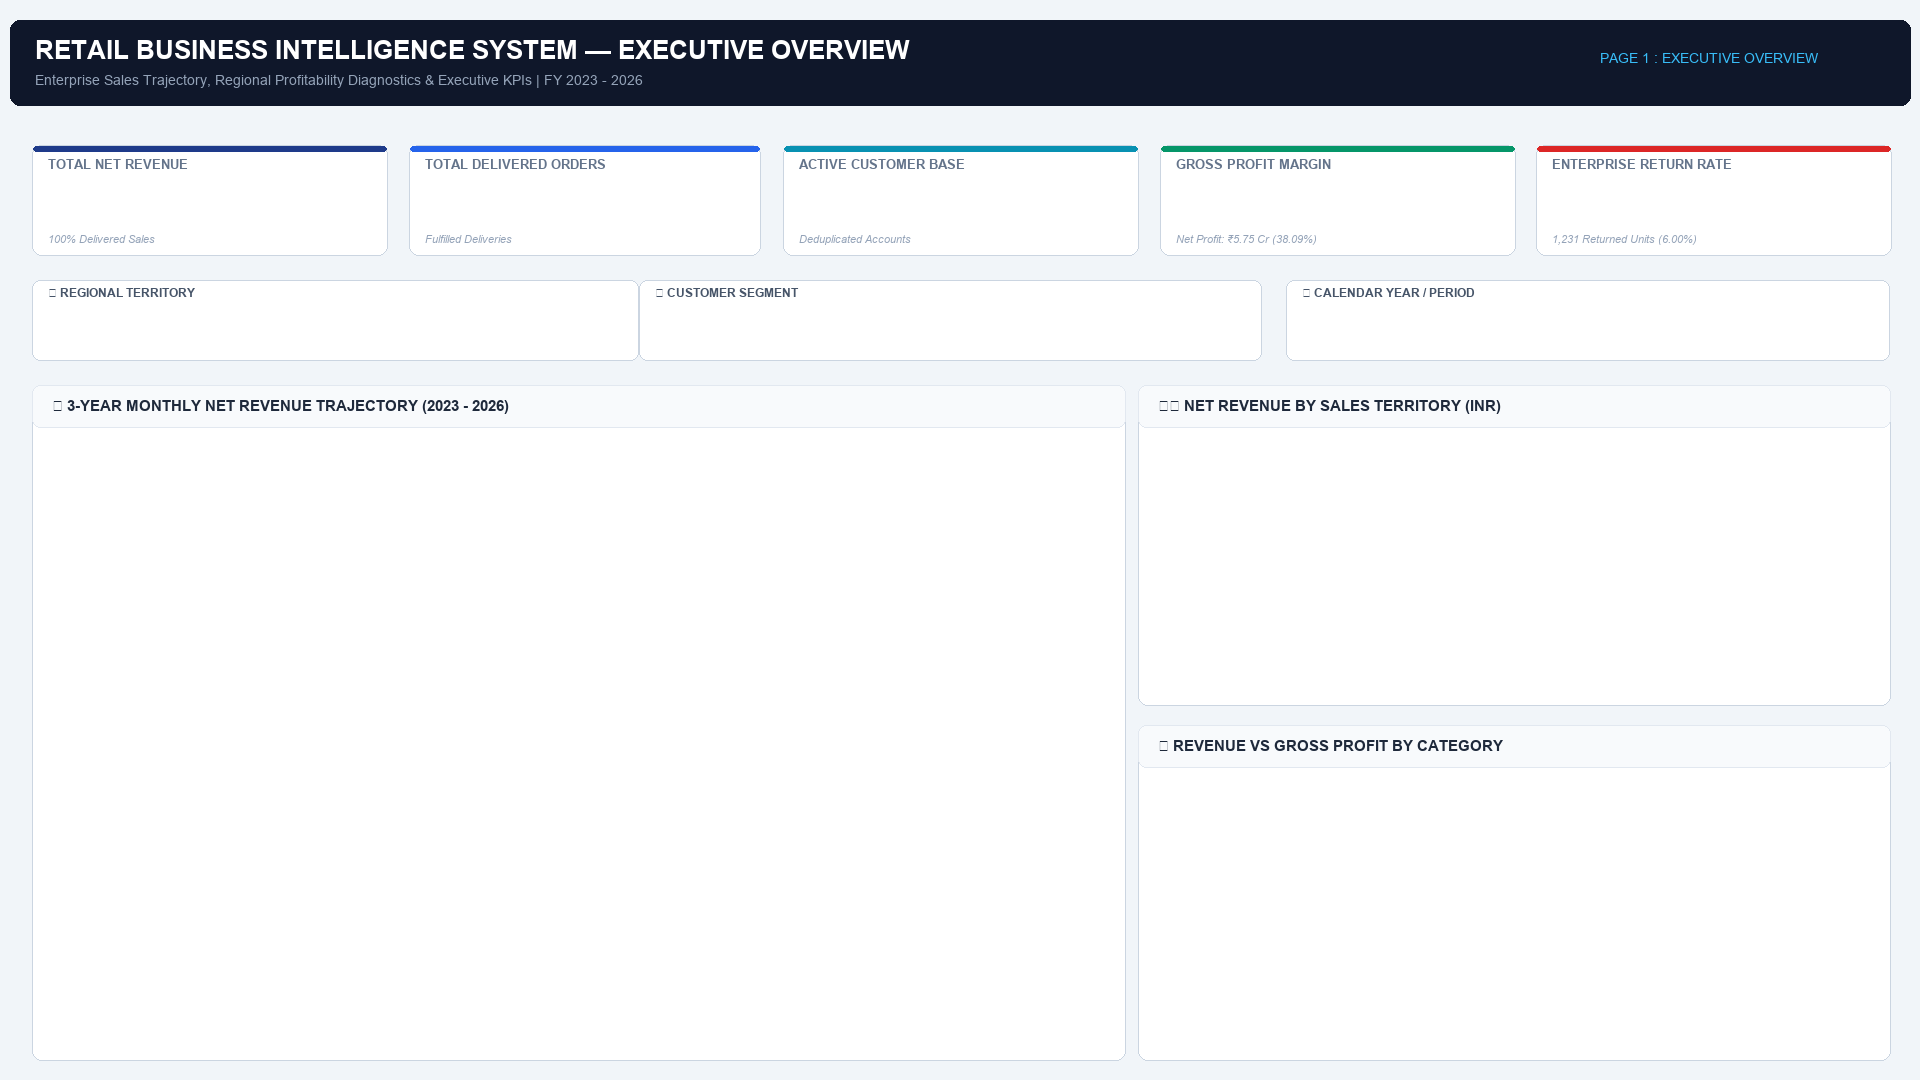 RETAIL BUSINESS INTELLIGENCE SYSTEM — EXECUTIVE OVERVIEW
Enterprise Sales Trajectory, Regional Profitability Diagnostics & Executive KPIs | FY 2023 - 2026
PAGE 1 : EXECUTIVE OVERVIEW
TOTAL NET REVENUE
100% Delivered Sales
TOTAL DELIVERED ORDERS
Fulfilled Deliveries
ACTIVE CUSTOMER BASE
Deduplicated Accounts
GROSS PROFIT MARGIN
Net Profit: ₹5.75 Cr (38.09%)
ENTERPRISE RETURN RATE
1,231 Returned Units (6.00%)
REGIONAL TERRITORY
CUSTOMER SEGMENT
CALENDAR YEAR / PERIOD
3-YEAR MONTHLY NET REVENUE TRAJECTORY (2023 - 2026)
NET REVENUE BY SALES TERRITORY (INR)
REVENUE VS GROSS PROFIT BY CATEGORY